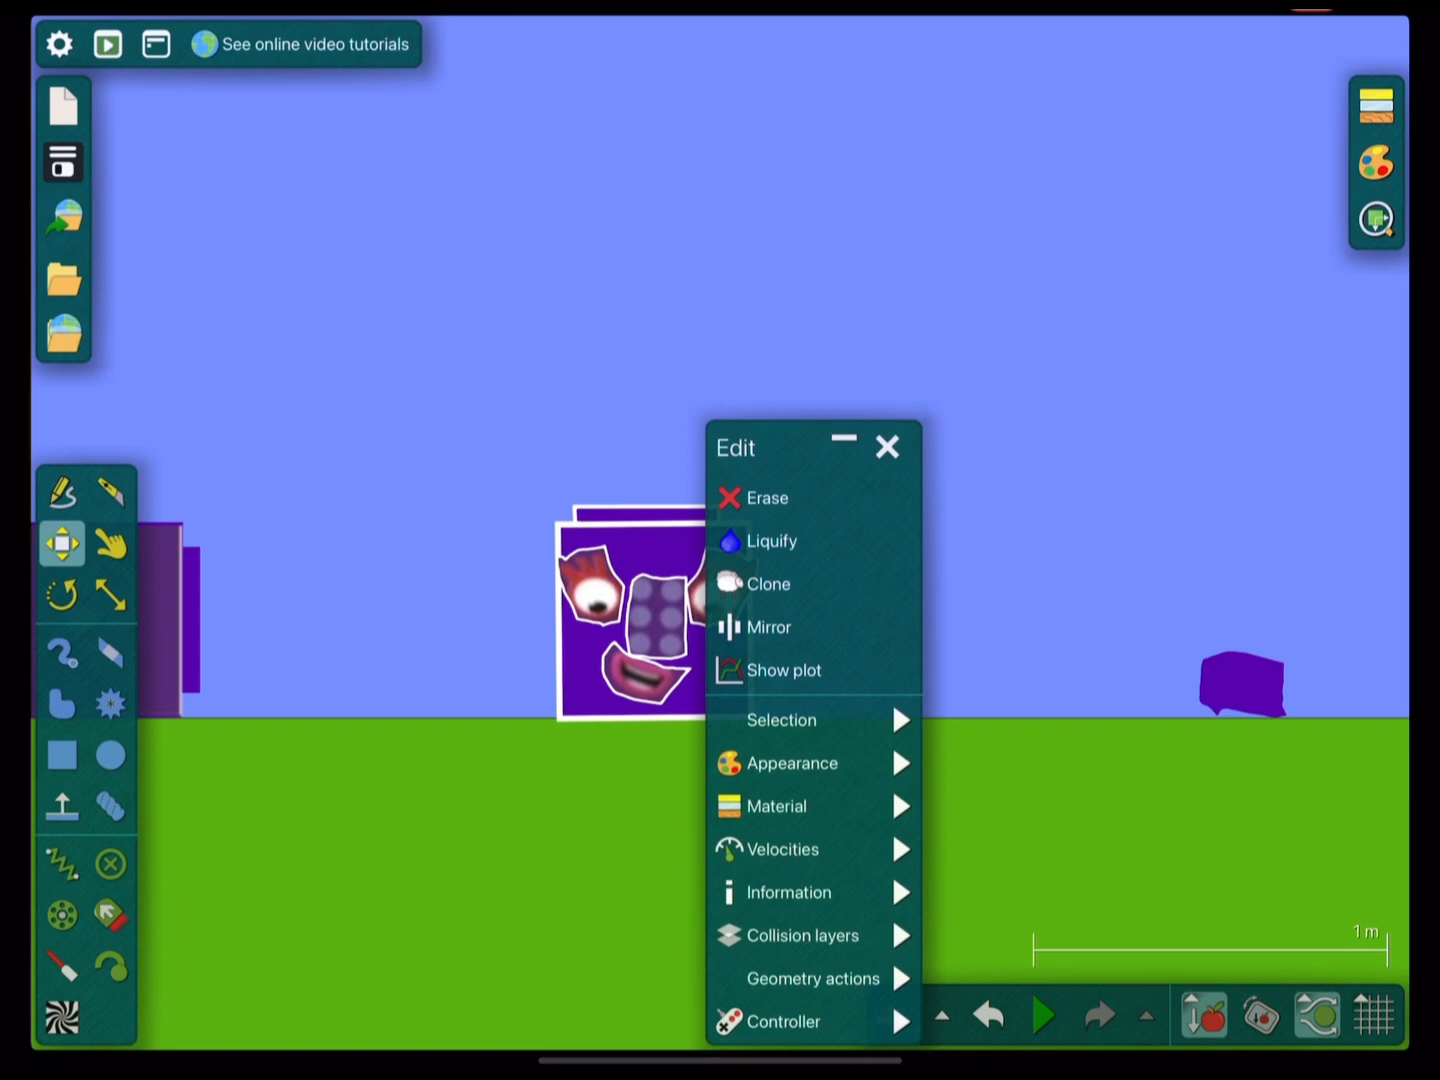 See online video tutorials
Edit
Erase
Liquify
Clone
Mirror
Show plot
Selection
Appearance
Material
Velocities
Information
Collision layers
Geometry actions
Controller
1 m